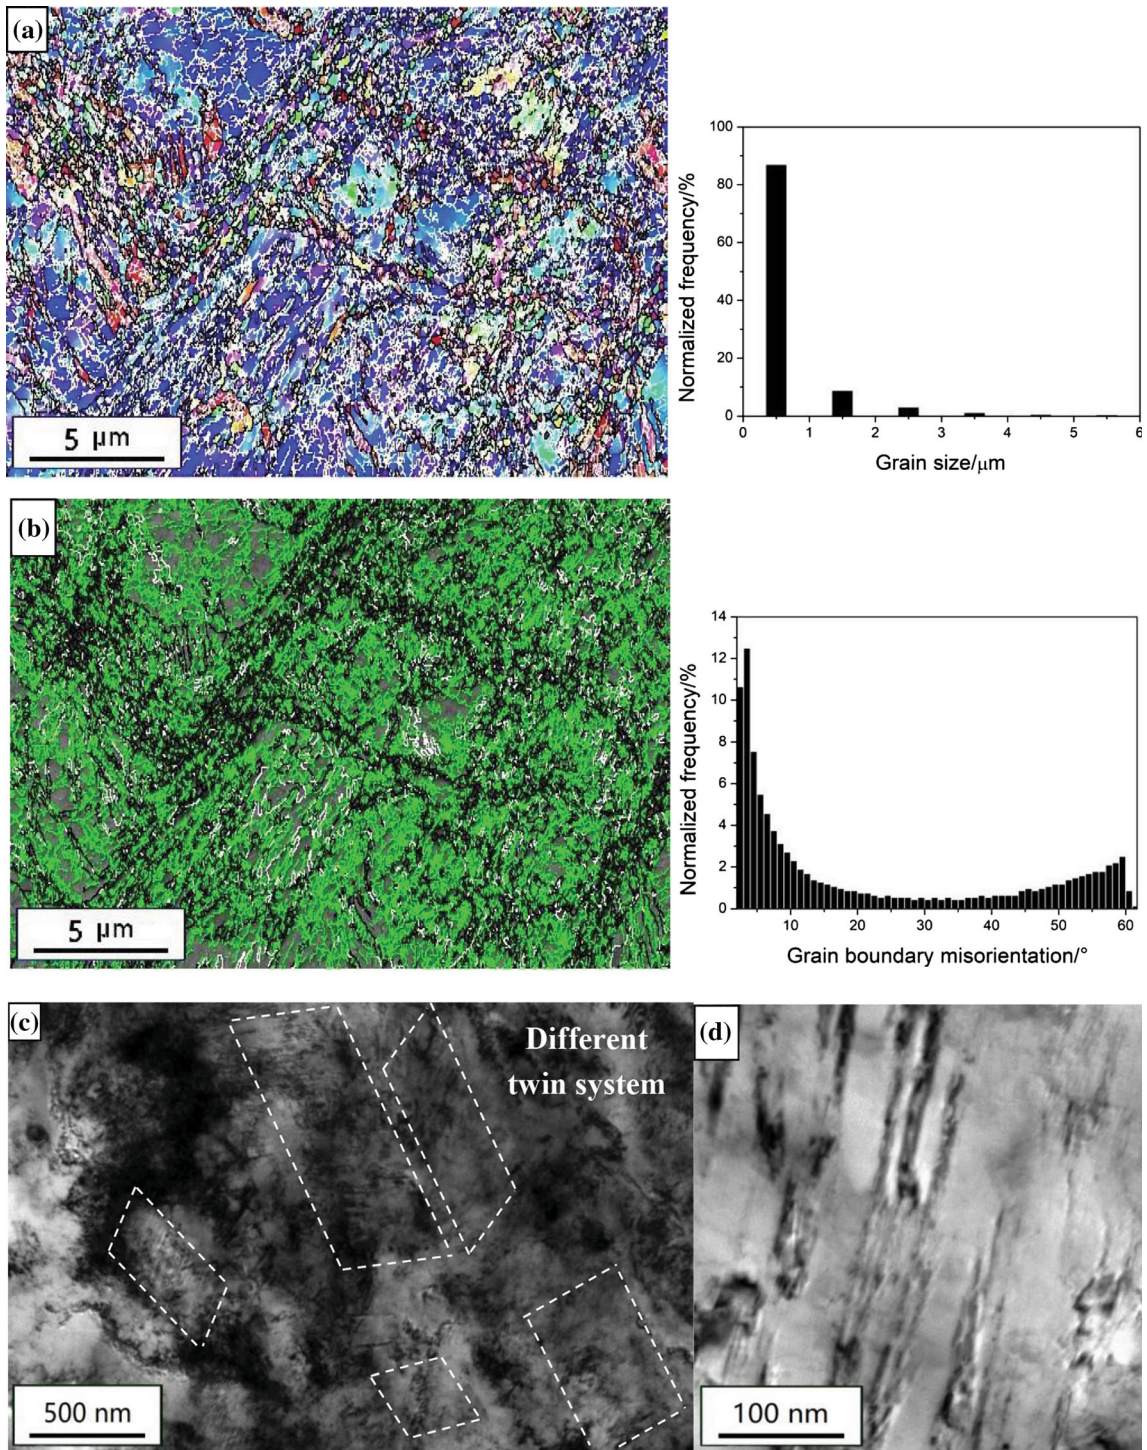 (a)
5 μm
Normalized frequency/%
100
80
60
40
20
0
0 1 2 3 4 5 6
Grain size/μm
(b)
5 μm
Normalized frequency/%
14
12
10
8
6
4
2
0
10 20 30 40 50 60
Grain boundary misorientation/°
(c)
Different
twin system
500 nm
(d)
100 nm